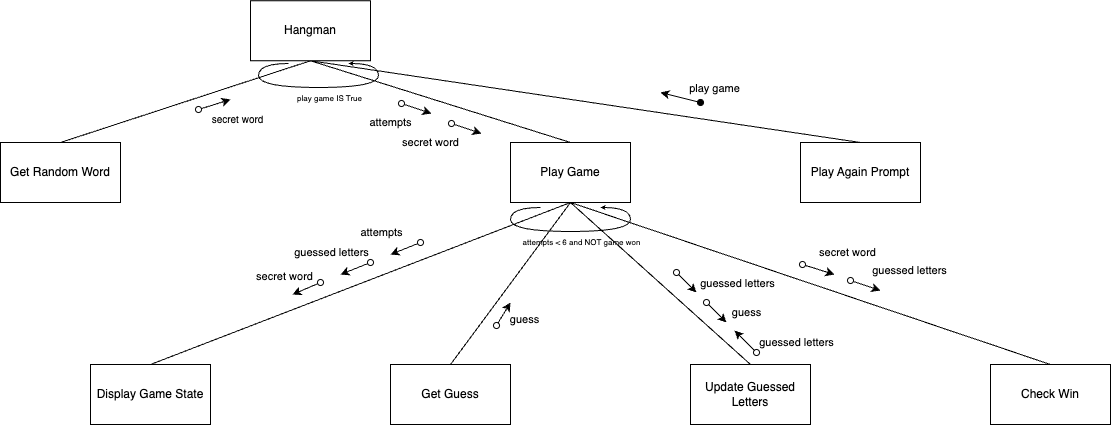 Hangman
play game IS True
secret word
attempts
secret word
play game
Get Random Word
Play Game
Play Again Prompt
attempts < 6 and NOT game won
attempts
guessed letters
secret word
guess
guessed letters
guess
guessed letters
secret word
guessed letters
Display Game State
Get Guess
Update Guessed
Letters
Check Win